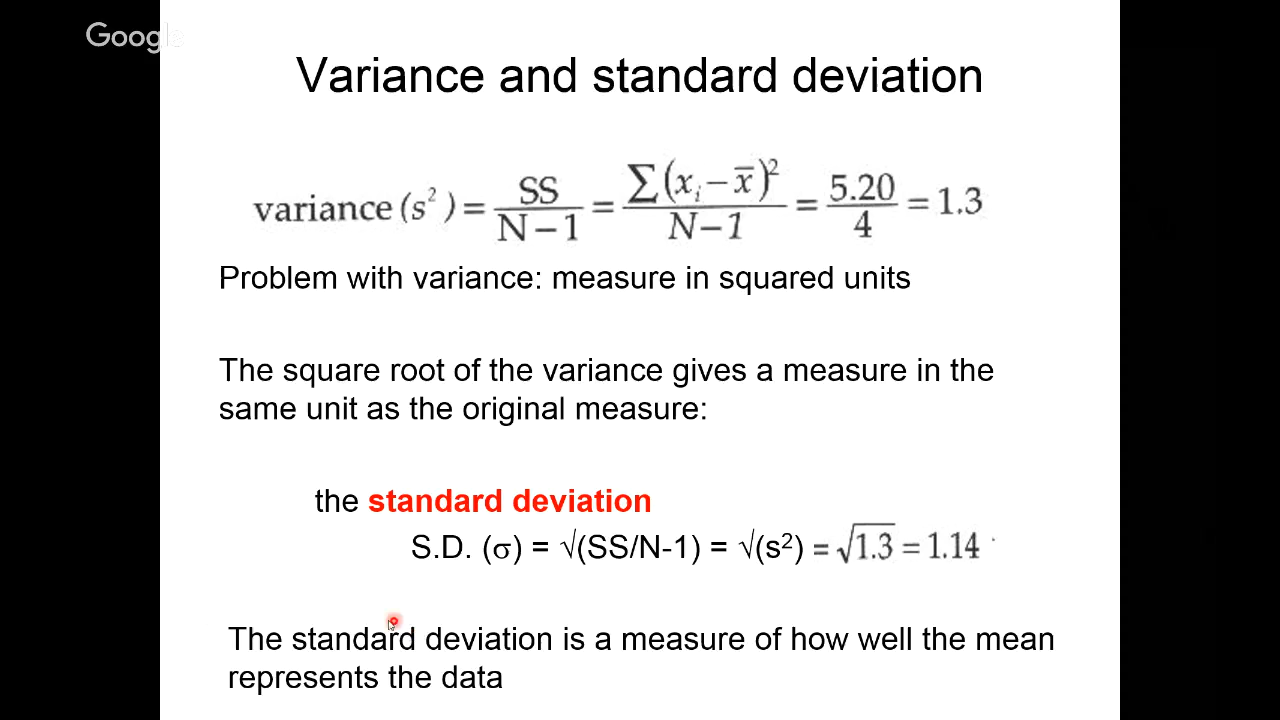 Google
Variance and standard deviation
variance (s²) = SS / N − 1 = ∑(xᵢ − x̅)² / N − 1 = 5.20 / 4 = 1.3
Problem with variance: measure in squared units
The square root of the variance gives a measure in the
same unit as the original measure:
the standard deviation
S.D. (σ) = √(SS/N-1) = √(s²) = √1.3 = 1.14
The standard deviation is a measure of how well the mean
represents the data